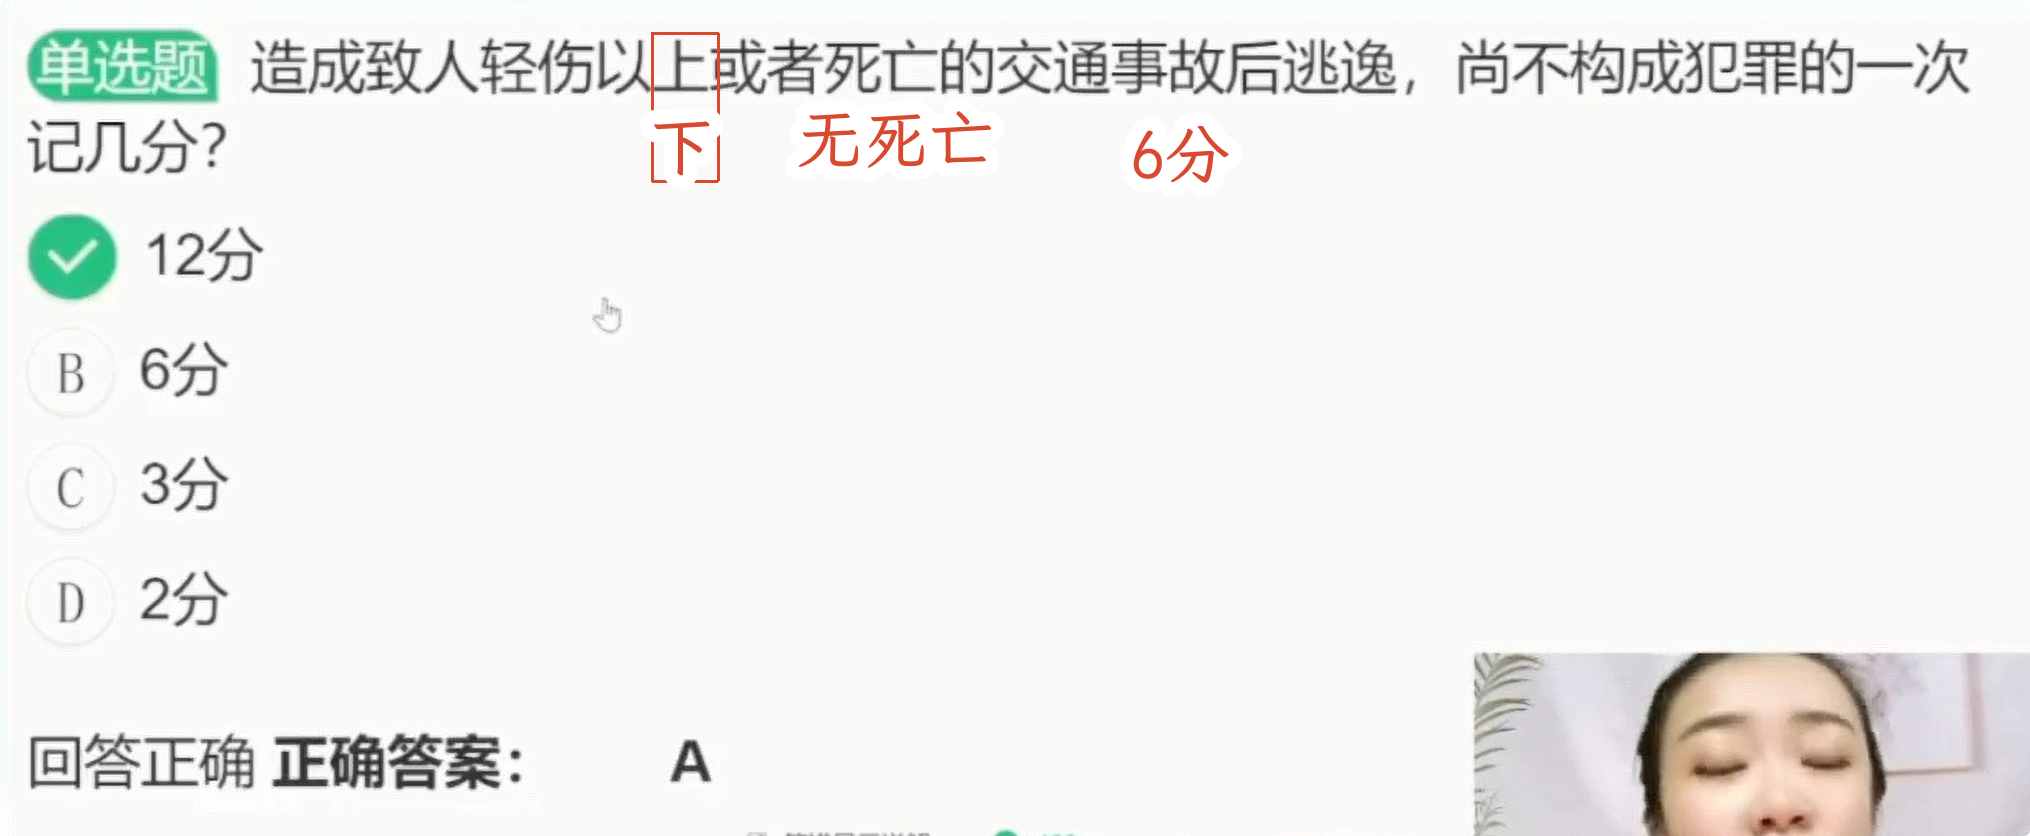 单选题 造成致人轻伤以上或者死亡的交通事故后逃逸，尚不构成犯罪的一次
记几分？
下 无死亡 6分
12分
B 6分
C 3分
D 2分
回答正确 正确答案： A